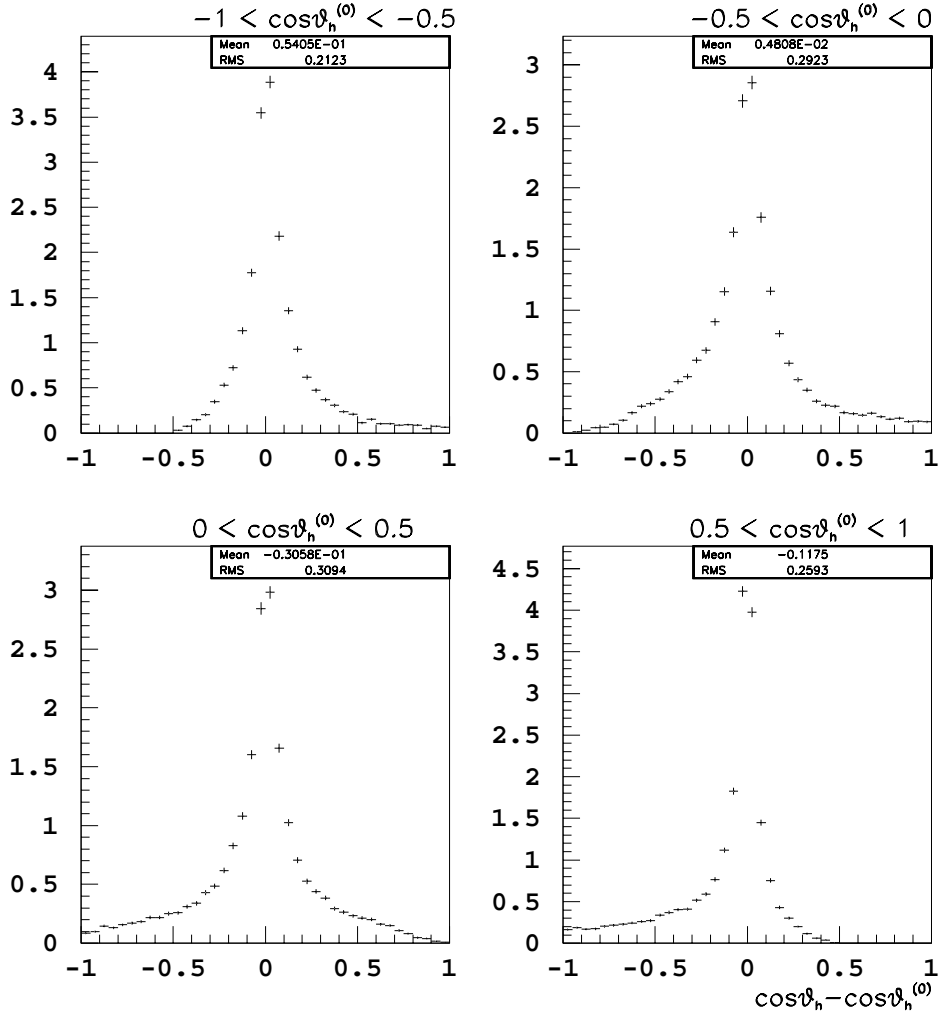 −1 < cosϑₕ⁽⁰⁾ < −0.5
Mean 0.5405E−01
RMS 0.2123
4
3.5
3
2.5
2
1.5
1
0.5
0
-1 -0.5 0 0.5 1
−0.5 < cosϑₕ⁽⁰⁾ < 0
Mean 0.4808E−02
RMS 0.2923
3
2.5
2
1.5
1
0.5
0
-1 -0.5 0 0.5 1
0 < cosϑₕ⁽⁰⁾ < 0.5
Mean −0.3058E−01
RMS 0.3094
3
2.5
2
1.5
1
0.5
0
-1 -0.5 0 0.5 1
0.5 < cosϑₕ⁽⁰⁾ < 1
Mean −0.1175
RMS 0.2593
4.5
4
3.5
3
2.5
2
1.5
1
0.5
0
-1 -0.5 0 0.5 1
cosϑₕ−cosϑₕ⁽⁰⁾